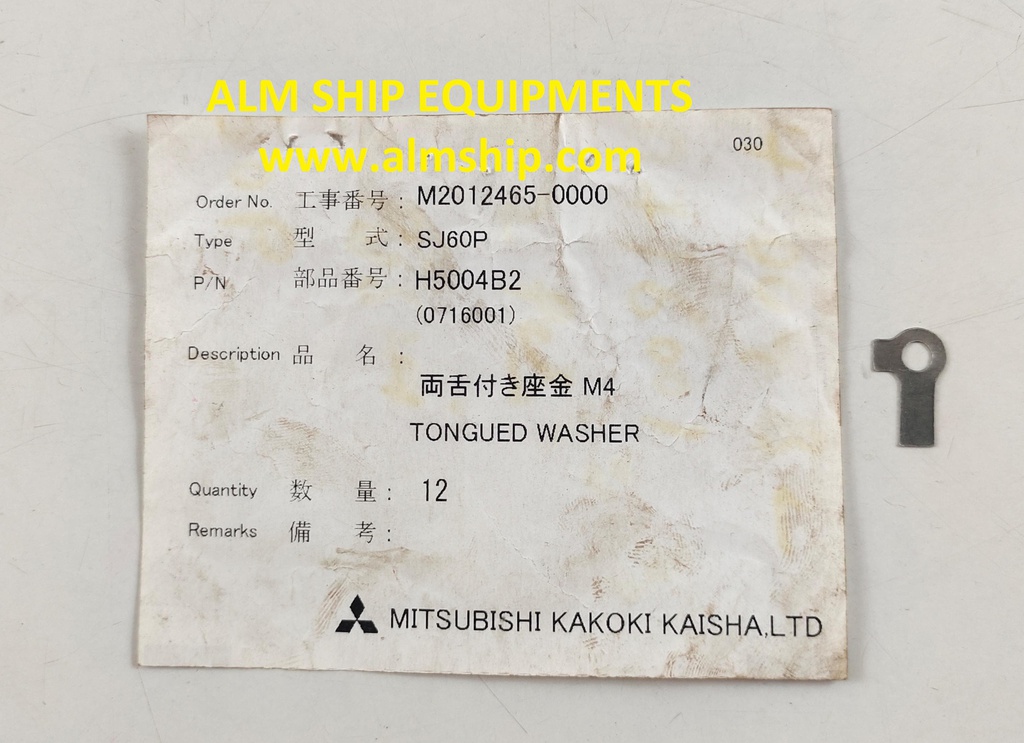 ALM SHIP EQUIPMENTS
www.almship.com
030
Order No. 工事番号 : M2012465-0000
Type 型 式 : SJ60P
P/N 部品番号 : H5004B2
(0716001)
Description 品 名 :
両舌付き座金 M4
TONGUED WASHER
Quantity 数 量 : 12
Remarks 備 考 :
MITSUBISHI KAKOKI KAISHA,LTD